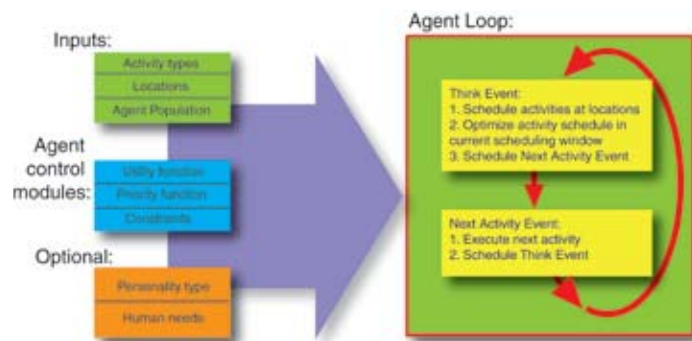 Inputs:
Activity types
Locations
Agent Population
Agent
control
modules:
Utility function
Priority function
Constraints
Optional:
Personality type
Human needs
Agent Loop:
Think Event:
1. Schedule activities at locations
2. Optimize activity schedule in
current scheduling window
3. Schedule Next Activity Event
Next Activity Event:
1. Execute next activity
2. Schedule Think Event